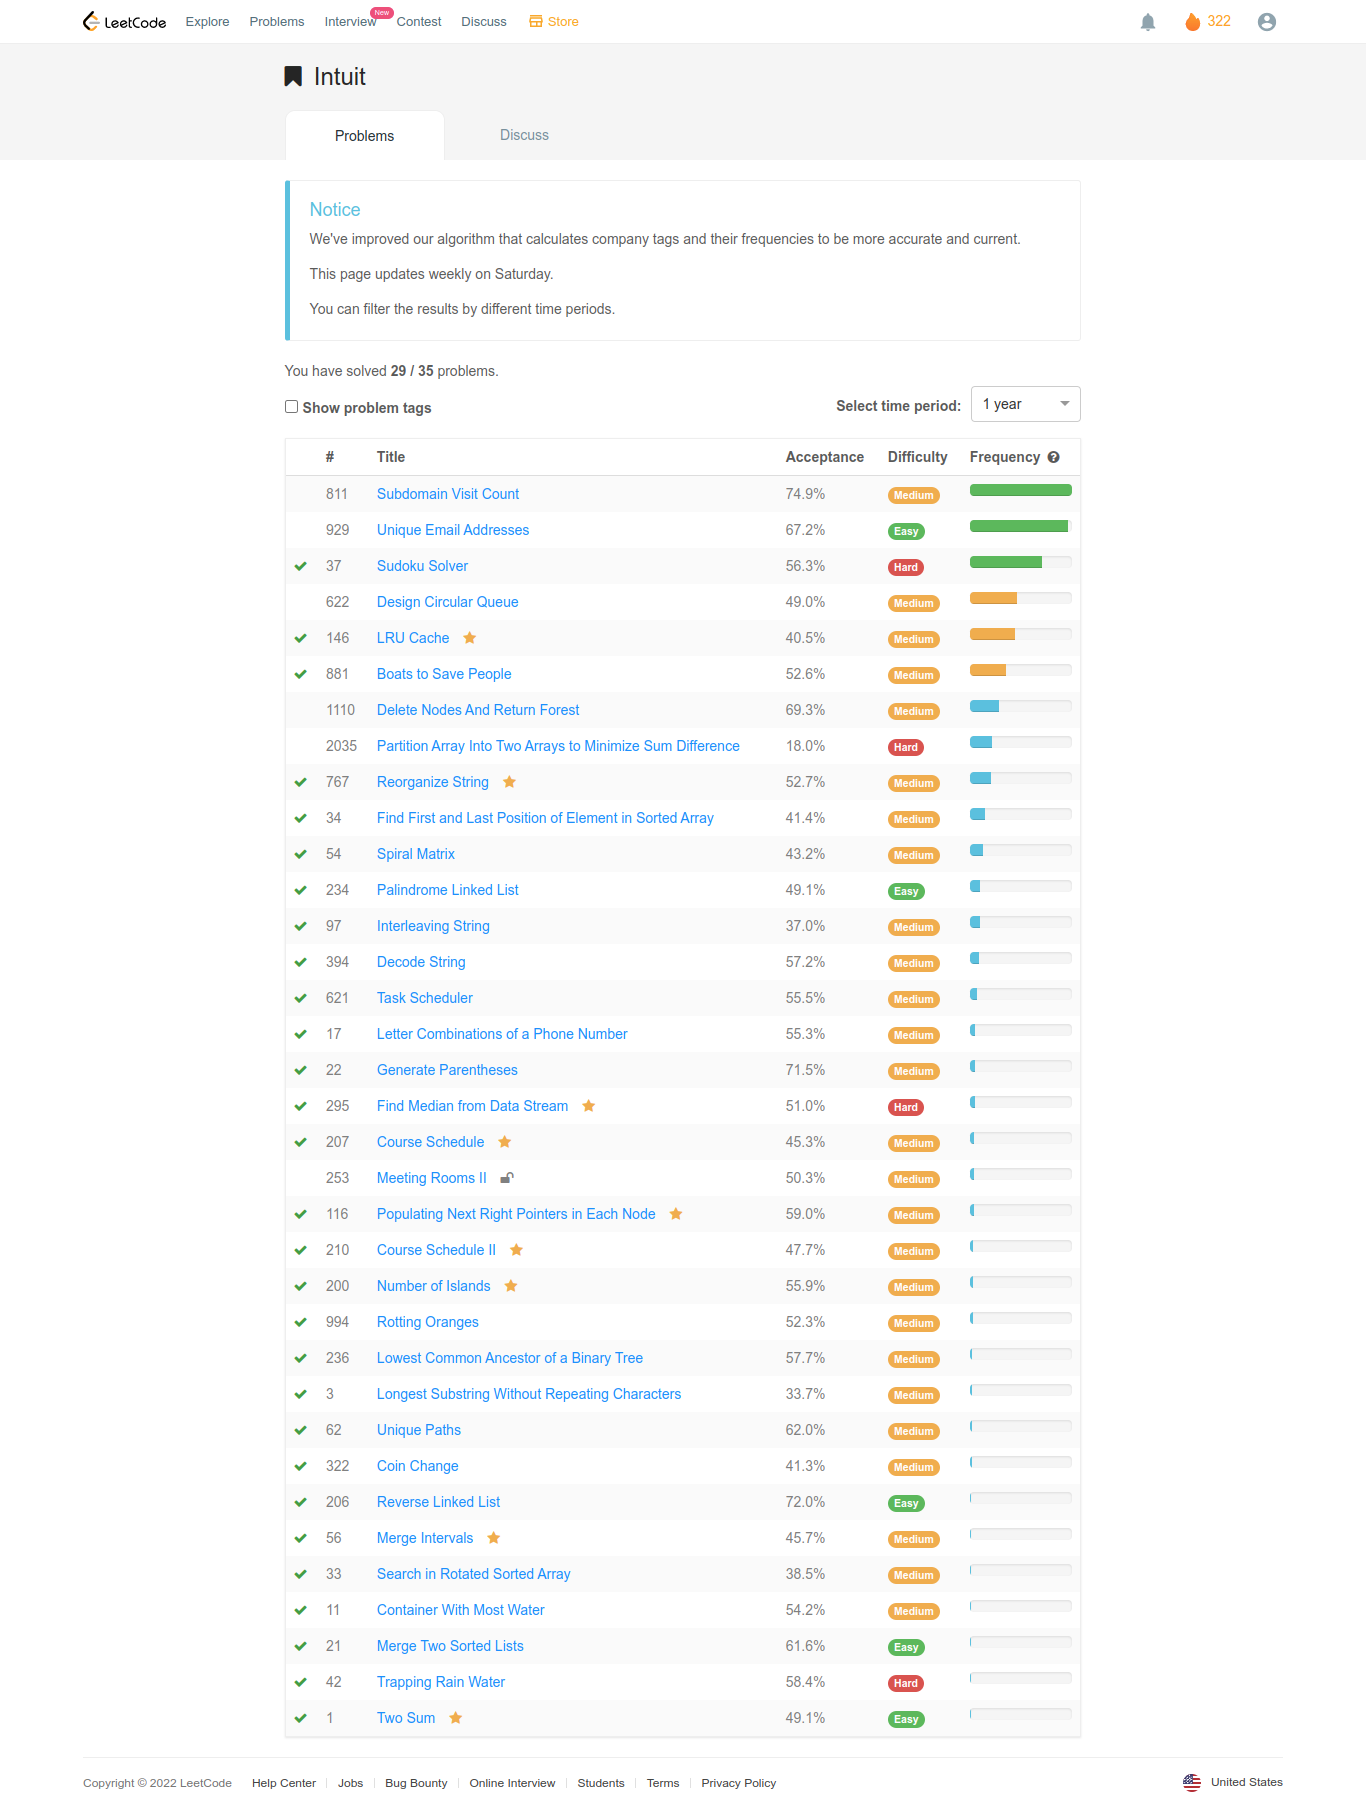 LeetCode Explore Problems Interview New Contest Discuss Store 322
Intuit
Problems Discuss
Notice
We've improved our algorithm that calculates company tags and their frequencies to be more accurate and current.
This page updates weekly on Saturday.
You can filter the results by different time periods.
You have solved 29 / 35 problems.
Show problem tags Select time period: 1 year
# Title Acceptance Difficulty Frequency
811 Subdomain Visit Count 74.9% Medium
929 Unique Email Addresses 67.2% Easy
37 Sudoku Solver 56.3% Hard
622 Design Circular Queue 49.0% Medium
146 LRU Cache 40.5% Medium
881 Boats to Save People 52.6% Medium
1110 Delete Nodes And Return Forest 69.3% Medium
2035 Partition Array Into Two Arrays to Minimize Sum Difference 18.0% Hard
767 Reorganize String 52.7% Medium
34 Find First and Last Position of Element in Sorted Array 41.4% Medium
54 Spiral Matrix 43.2% Medium
234 Palindrome Linked List 49.1% Easy
97 Interleaving String 37.0% Medium
394 Decode String 57.2% Medium
621 Task Scheduler 55.5% Medium
17 Letter Combinations of a Phone Number 55.3% Medium
22 Generate Parentheses 71.5% Medium
295 Find Median from Data Stream 51.0% Hard
207 Course Schedule 45.3% Medium
253 Meeting Rooms II 50.3% Medium
116 Populating Next Right Pointers in Each Node 59.0% Medium
210 Course Schedule II 47.7% Medium
200 Number of Islands 55.9% Medium
994 Rotting Oranges 52.3% Medium
236 Lowest Common Ancestor of a Binary Tree 57.7% Medium
3 Longest Substring Without Repeating Characters 33.7% Medium
62 Unique Paths 62.0% Medium
322 Coin Change 41.3% Medium
206 Reverse Linked List 72.0% Easy
56 Merge Intervals 45.7% Medium
33 Search in Rotated Sorted Array 38.5% Medium
11 Container With Most Water 54.2% Medium
21 Merge Two Sorted Lists 61.6% Easy
42 Trapping Rain Water 58.4% Hard
1 Two Sum 49.1% Easy
Copyright © 2022 LeetCode Help Center Jobs Bug Bounty Online Interview Students Terms Privacy Policy United States